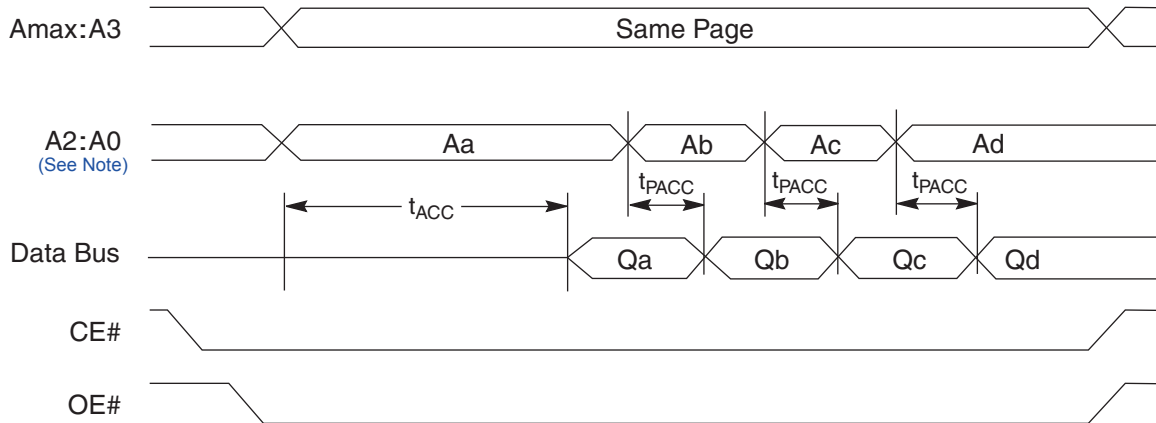 Amax:A3
Same Page
A2:A0
(See Note)
Aa
Ab
Ac
Ad
tACC
tPACC
tPACC
tPACC
Data Bus
Qa
Qb
Qc
Qd
CE#
OE#